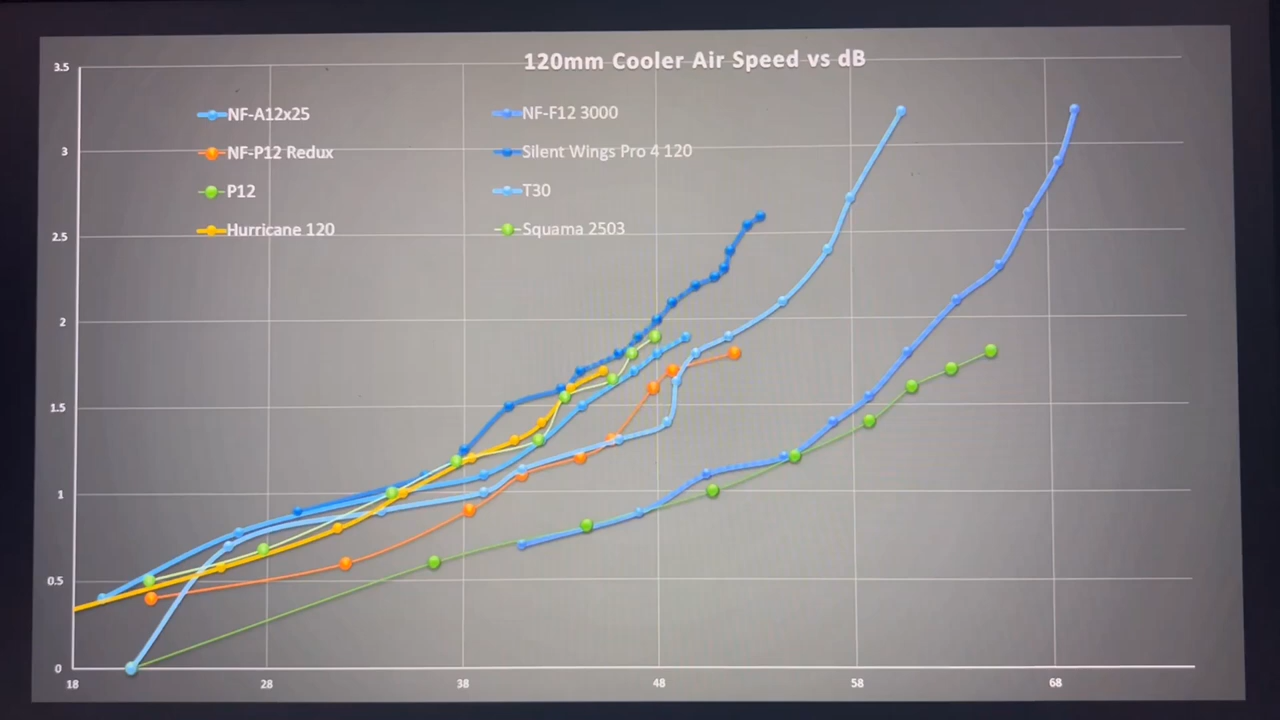 120mm Cooler Air Speed vs dB
3.5
3
2.5
2
1.5
1
0.5
0
NF-A12x25
NF-F12 3000
NF-P12 Redux
Silent Wings Pro 4 120
P12
T30
Hurricane 120
Squama 2503
18
28
38
48
58
68